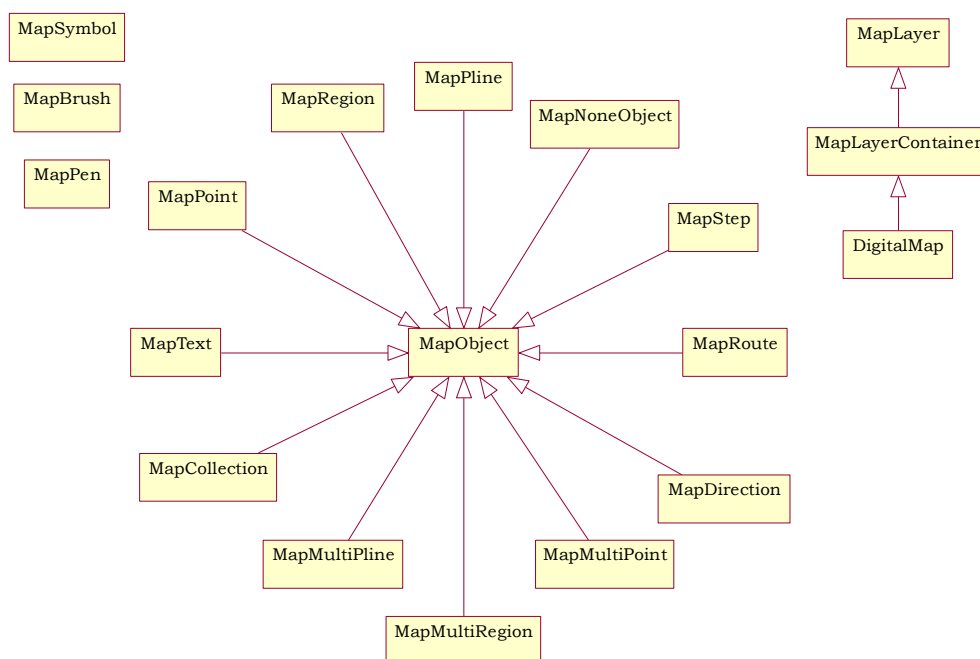 MapSymbol
MapLayer
MapPline
MapBrush
MapRegion
MapNoneObject
MapLayerContainer
MapPen
MapPoint
MapStep
DigitalMap
MapText
MapObject
MapRoute
MapCollection
MapDirection
MapMultiPline
MapMultiPoint
MapMultiRegion